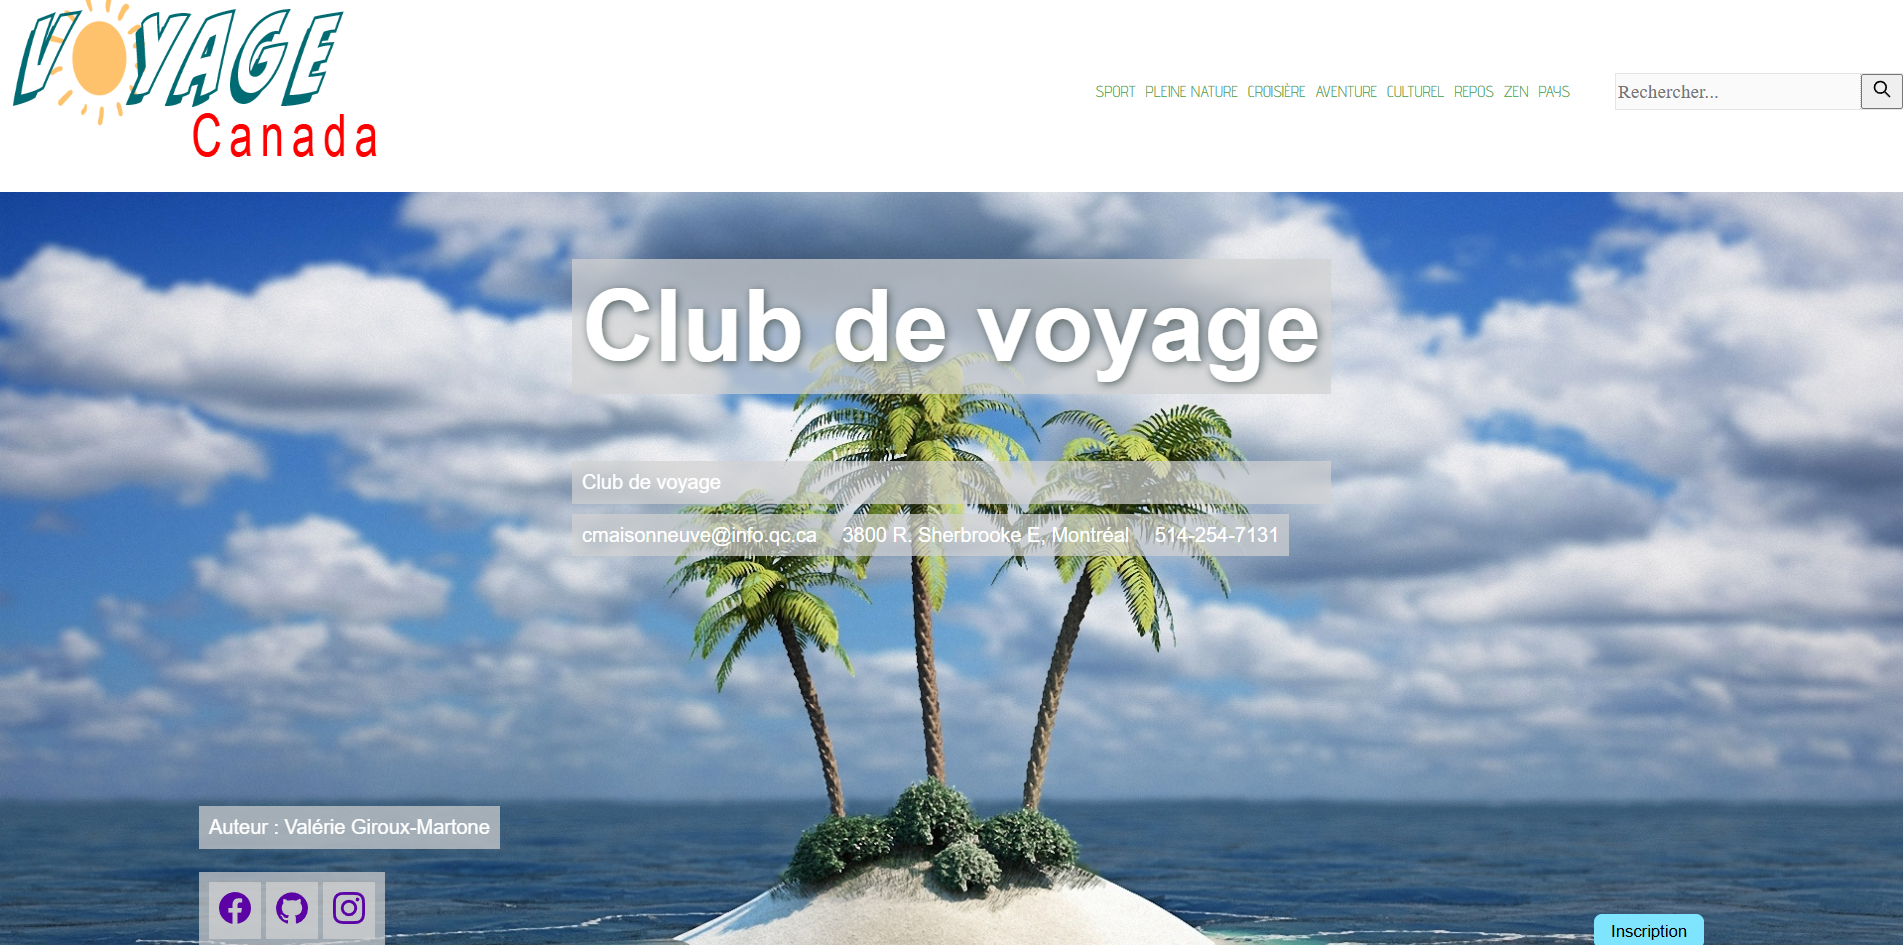 VOYAGE
Canada
SPORT PLEINE NATURE CROISIÈRE AVENTURE CULTUREL REPOS ZEN PAYS
Rechercher...
Club de voyage
Club de voyage
cmaisonneuve@info.qc.ca 3800 R. Sherbrooke E, Montréal 514-254-7131
Auteur : Valérie Giroux-Martone
Inscription